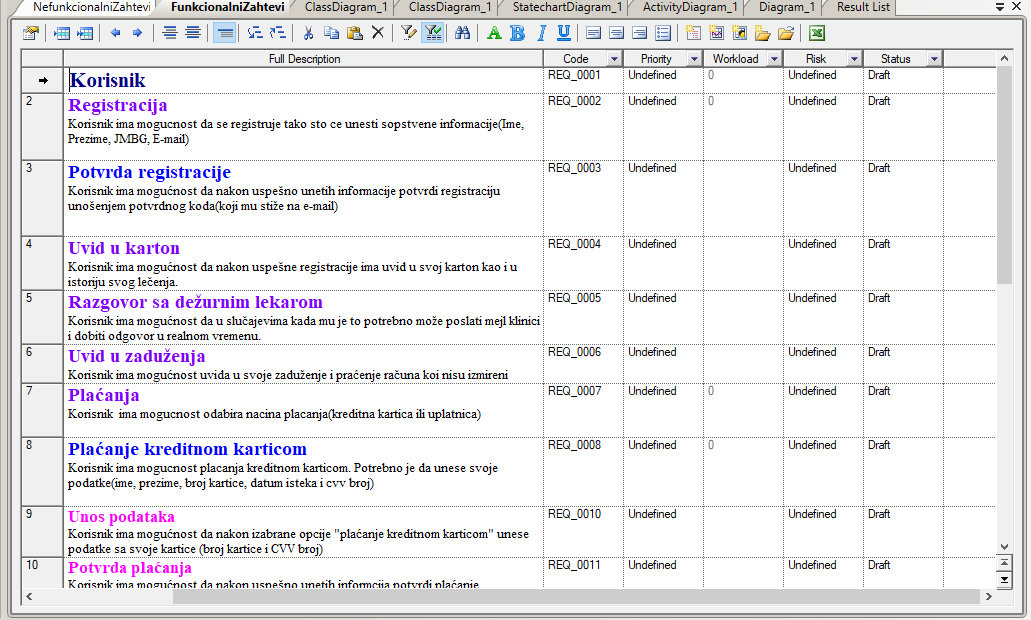 NefunkcionalniZahtevi FunkcionalniZahtevi ClassDiagram_1 ClassDiagram_1 StatechartDiagram_1 ActivityDiagram_1 Diagram_1 Result List
A B I U
Full Description Code Priority Workload Risk Status
Korisnik REQ_0001 Undefined 0 Undefined Draft
2 Registracija REQ_0002 Undefined 0 Undefined Draft
Korisnik ima mogucnost da se registruje tako sto ce unesti sopstvene informacije(Ime,
Prezime, JMBG, E-mail)
3 Potvrda registracije REQ_0003 Undefined Undefined Draft
Korisnik ima mogućnost da nakon uspešno unetih informacije potvrdi registraciju
unošenjem potvrdnog koda(koji mu stiže na e-mail)
4 Uvid u karton REQ_0004 Undefined Undefined Draft
Korisnik ima mogućnost da nakon uspešne registracije ima uvid u svoj karton kao i u
istoriju svog lečenja.
5 Razgovor sa dežurnim lekarom REQ_0005 Undefined Undefined Draft
Korisnik ima mogućnost da u slučajevima kada mu je to potrebno može poslati mejl klinici
i dobiti odgovor u realnom vremenu.
6 Uvid u zaduženja REQ_0006 Undefined Undefined Draft
Korisnik ima mogućnost uvida u svoje zaduženje i praćenje računa koi nisu izmireni
7 Plaćanja REQ_0007 Undefined 0 Undefined Draft
Korisnik ima mogucnost odabira nacina placanja(kreditna kartica ili uplatnica)
8 Plaćanje kreditnom karticom REQ_0008 Undefined 0 Undefined Draft
Korisnik ima mogucnost placanja kreditnom karticom. Potrebno je da unese svoje
podatke(ime, prezime, broj kartice, datum isteka i cvv broj)
9 Unos podataka REQ_0010 Undefined Undefined Draft
Korisnik ima mogućnost da nakon izabrane opcije "plaćanje kreditnom karticom" unese
podatke sa svoje kartice (broj kartice i CVV broj)
10 Potvrda plaćanja REQ_0011 Undefined Undefined Draft
Korisnik ima mogućnost da nakon uspešno unetih informcija potvrdi plaćanje